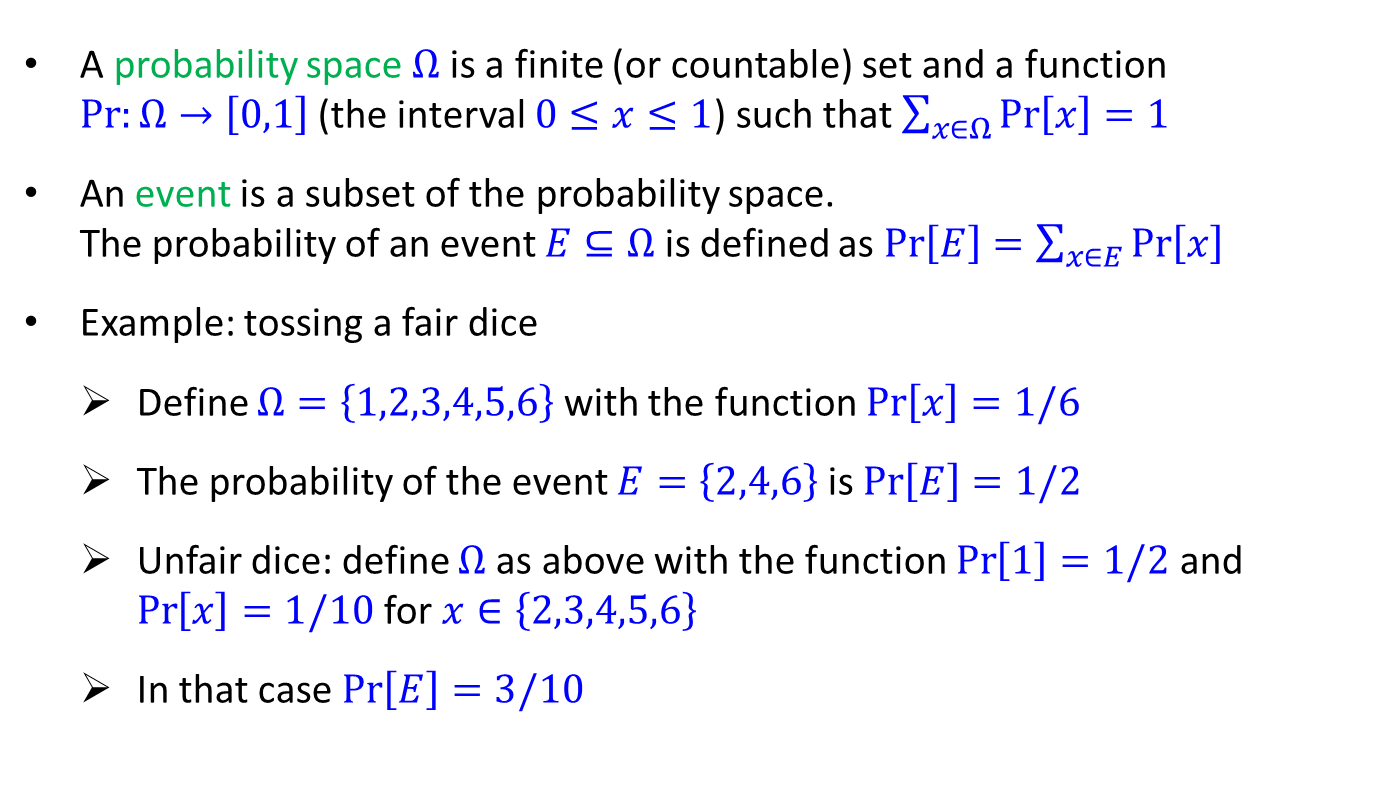 • A probability space Ω is a finite (or countable) set and a function
Pr: Ω → [0,1] (the interval 0 ≤ x ≤ 1) such that ∑_{x∈Ω} Pr[x] = 1
• An event is a subset of the probability space.
The probability of an event E ⊆ Ω is defined as Pr[E] = ∑_{x∈E} Pr[x]
• Example: tossing a fair dice
➢ Define Ω = {1,2,3,4,5,6} with the function Pr[x] = 1/6
➢ The probability of the event E = {2,4,6} is Pr[E] = 1/2
➢ Unfair dice: define Ω as above with the function Pr[1] = 1/2 and
Pr[x] = 1/10 for x ∈ {2,3,4,5,6}
➢ In that case Pr[E] = 3/10